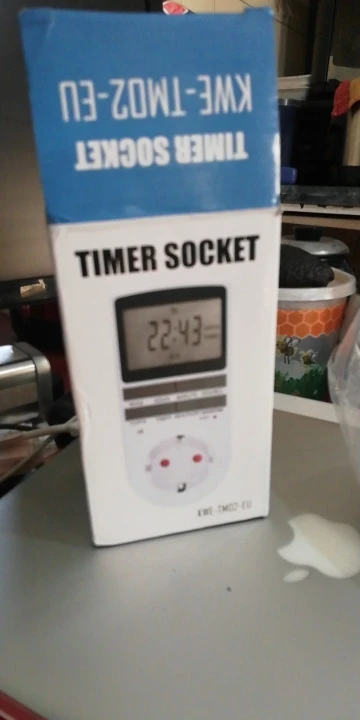 KWE-TM02-EU
TIMER SOCKET
TIMER SOCKET
22:43
KWE-TM02-EU